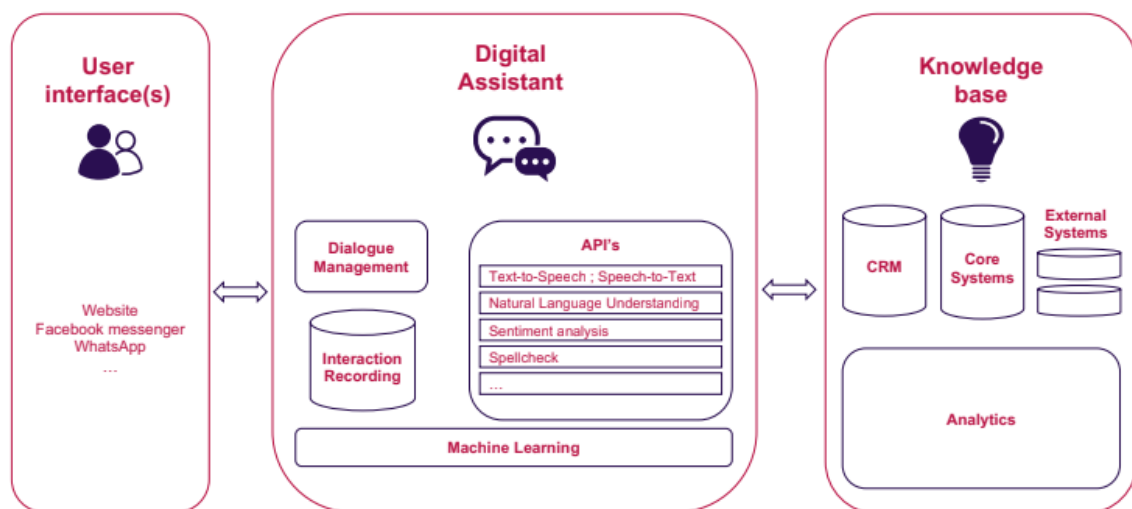 User
interface(s)
Website
Facebook messenger
WhatsApp
...
Digital
Assistant
Dialogue
Management
Interaction
Recording
API's
Text-to-Speech ; Speech-to-Text
Natural Language Understanding
Sentiment analysis
Spellcheck
...
Machine Learning
Knowledge
base
CRM
Core
Systems
External
Systems
Analytics